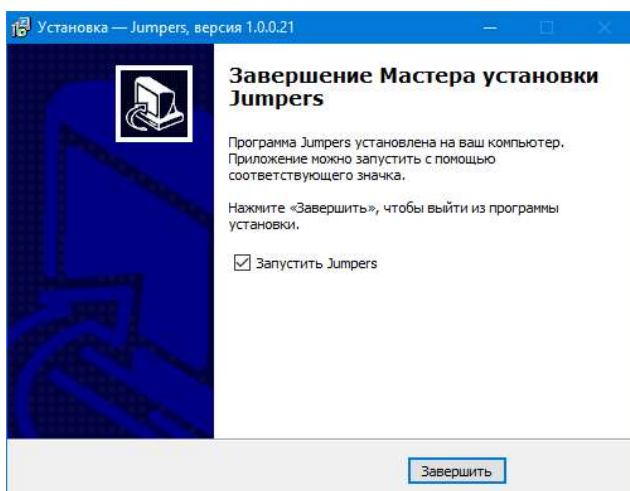 Установка — Jumpers, версия 1.0.0.21
Завершение Мастера установки
Jumpers
Программа Jumpers установлена на ваш компьютер.
Приложение можно запустить с помощью
соответствующего значка.
Нажмите «Завершить», чтобы выйти из программы
установки.
Запустить Jumpers
Завершить